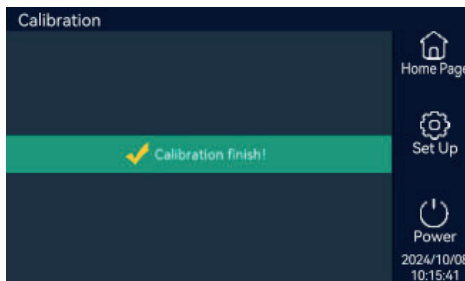 Calibration
Home Page
Calibration finish!
Set Up
Power
2024/10/08
10:15:41